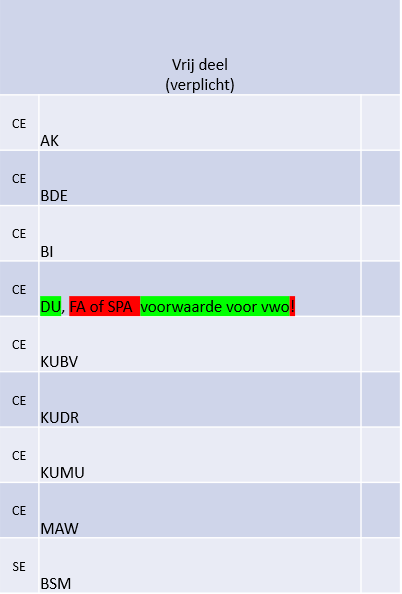 Vrij deel
(verplicht)
CE AK
CE BDE
CE BI
CE DU, FA of SPA voorwaarde voor vwo!
CE KUBV
CE KUDR
CE KUMU
CE MAW
SE BSM